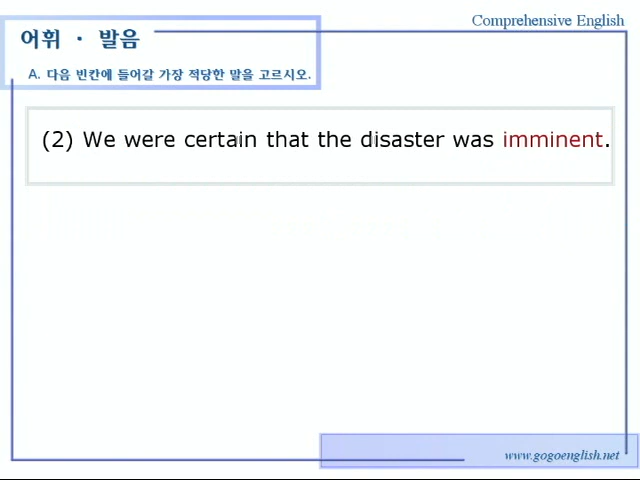 Comprehensive English
어휘 · 발음
A. 다음 빈칸에 들어갈 가장 적당한 말을 고르시오.
(2) We were certain that the disaster was imminent.
www.gogoenglish.net